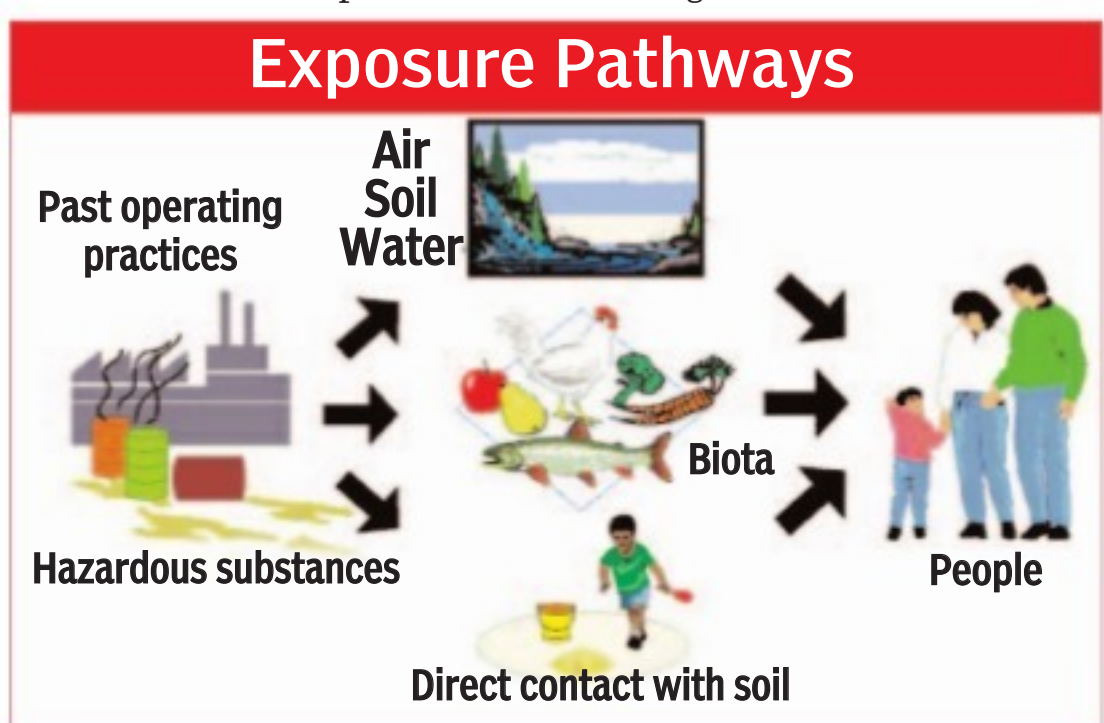 Exposure Pathways
Air
Soil
Water
Past operating
practices
Biota
Hazardous substances
People
Direct contact with soil